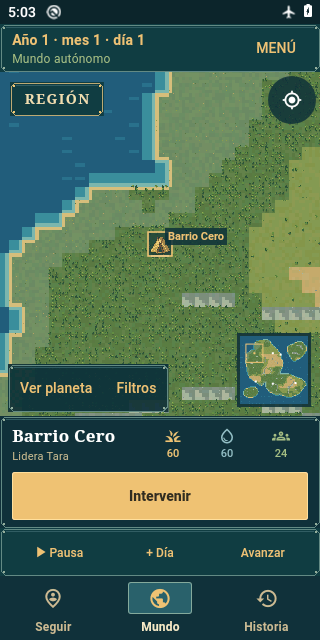 5:03
Año 1 · mes 1 · día 1
Mundo autónomo
MENÚ
REGIÓN
Barrio Cero
Ver planeta
Filtros
Barrio Cero
Lidera Tara
60
60
24
Intervenir
Pausa
+ Día
Avanzar
Seguir
Mundo
Historia